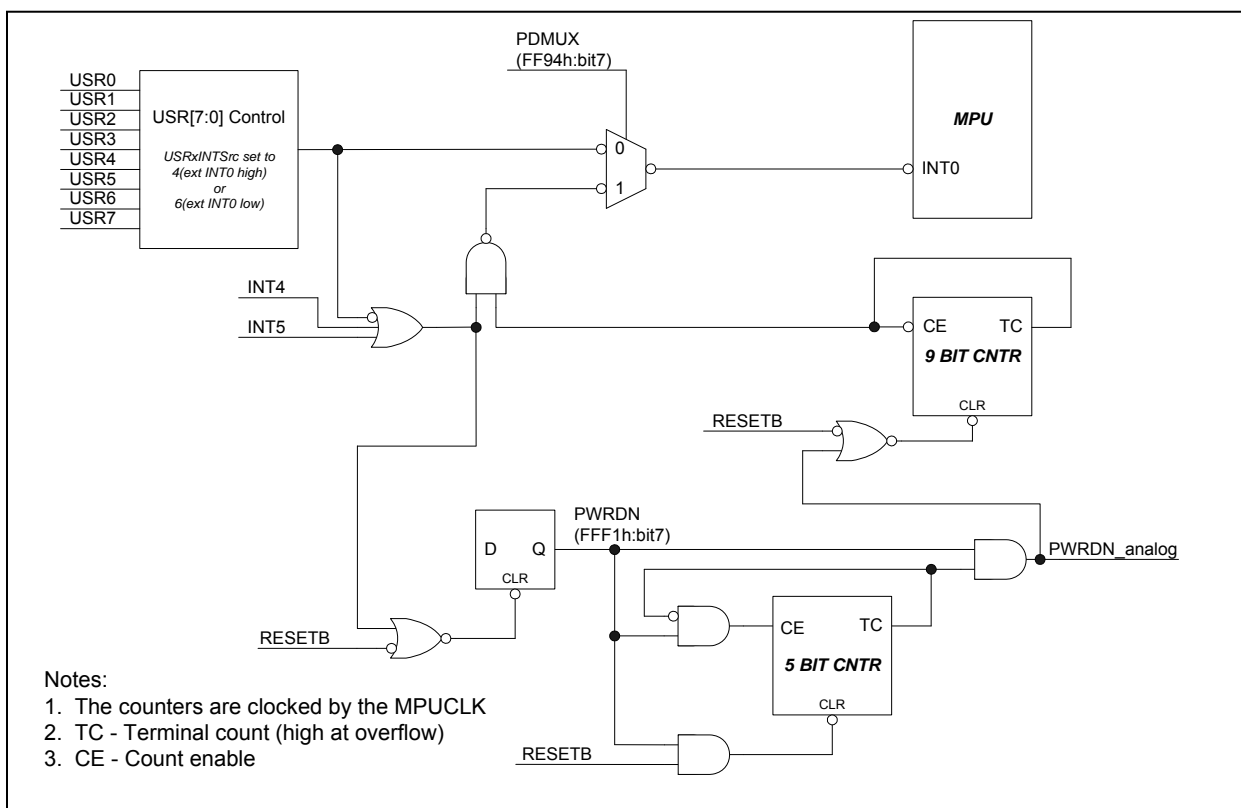 PDMUX
(FF94h:bit7)
USR0
USR1
USR2
USR3
USR4
USR5
USR6
USR7
USR[7:0] Control
USRxINTSrc set to
4(ext INT0 high)
or
6(ext INT0 low)
0
1
MPU
INT0
INT4
INT5
CE
TC
9 BIT CNTR
CLR
RESETB
D
Q
CLR
PWRDN
(FFF1h:bit7)
PWRDN_analog
RESETB
CE
TC
5 BIT CNTR
CLR
RESETB
Notes:
1. The counters are clocked by the MPUCLK
2. TC - Terminal count (high at overflow)
3. CE - Count enable